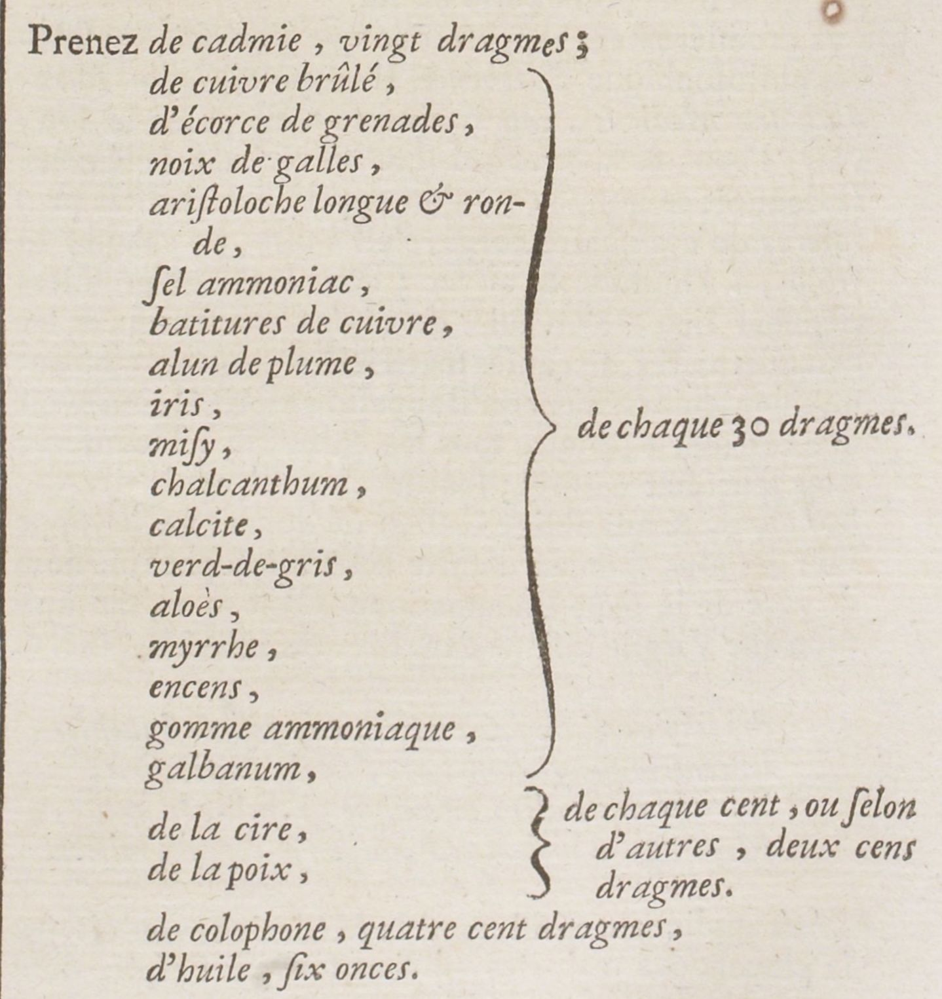 Prenez de cadmie, vingt dragmes;
de cuivre brûlé,
d'écorce de grenades,
noix de galles,
ariſtoloche longue & ron-
de,
ſel ammoniac,
batitures de cuivre,
alun de plume,
iris,
miſy,
chalcanthum,
calcite,
verd-de-gris,
aloès,
myrrhe,
encens,
gomme ammoniaque,
galbanum,
de chaque 30 dragmes.
de la cire,
de la poix,
de chaque cent, ou ſelon
d'autres, deux cens
dragmes.
de colophone, quatre cent dragmes,
d'huile, ſix onces.